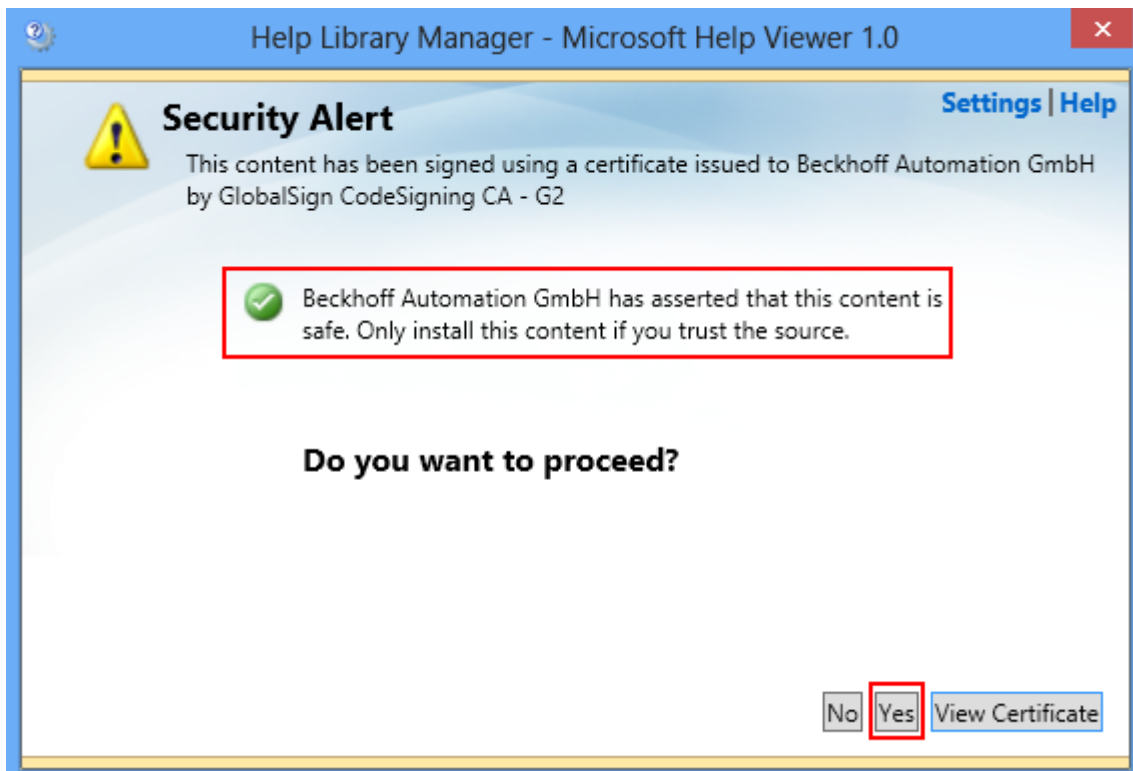 Help Library Manager - Microsoft Help Viewer 1.0
Settings | Help
Security Alert
This content has been signed using a certificate issued to Beckhoff Automation GmbH
by GlobalSign CodeSigning CA - G2
Beckhoff Automation GmbH has asserted that this content is
safe. Only install this content if you trust the source.
Do you want to proceed?
No Yes View Certificate